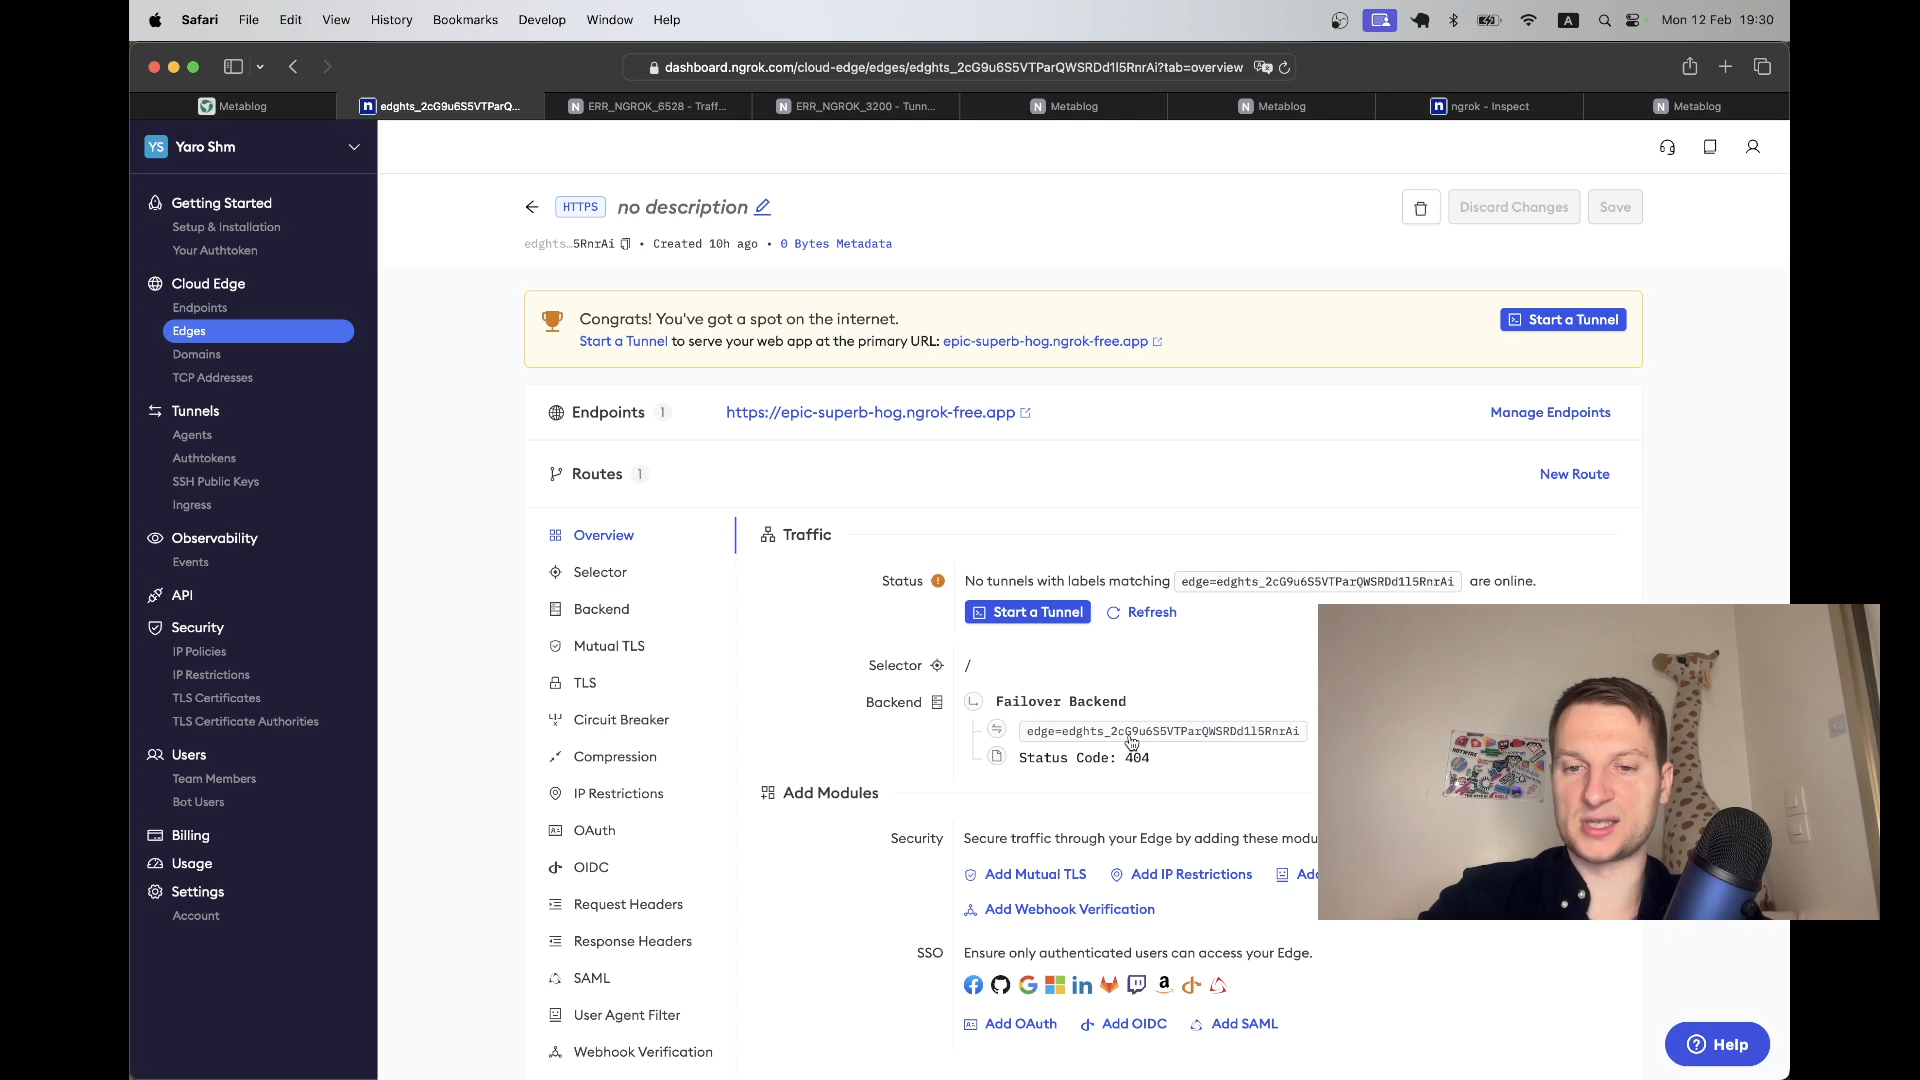 Safari File Edit View History Bookmarks Develop Window Help A Mon 12 Feb 19:30
dashboard.ngrok.com/cloud-edge/edges/edghts_2cG9u6S5VTParQWSRDd1l5RnrAi?tab=overview
Metablog
n edghts_2cG9u6S5VTParQ...
N ERR_NGROK_6528 - Traff...
N ERR_NGROK_3200 - Tunn...
N Metablog
N Metablog
n ngrok - Inspect
N Metablog
YS Yaro Shm
Getting Started
Setup & Installation
Your Authtoken
Cloud Edge
Endpoints
Edges
Domains
TCP Addresses
Tunnels
Agents
Authtokens
SSH Public Keys
Ingress
Observability
Events
API
Security
IP Policies
IP Restrictions
TLS Certificates
TLS Certificate Authorities
Users
Team Members
Bot Users
Billing
Usage
Settings
Account
HTTPS no description
Discard Changes Save
edghts…5RnrAi • Created 10h ago • 0 Bytes Metadata
Congrats! You've got a spot on the internet.
Start a Tunnel to serve your web app at the primary URL: epic-superb-hog.ngrok-free.app
Start a Tunnel
Endpoints 1 https://epic-superb-hog.ngrok-free.app Manage Endpoints
Routes 1 New Route
Overview
Selector
Backend
Mutual TLS
TLS
Circuit Breaker
Compression
IP Restrictions
OAuth
OIDC
Request Headers
Response Headers
SAML
User Agent Filter
Webhook Verification
Traffic
Status No tunnels with labels matching edge=edghts_2cG9u6S5VTParQWSRDd1l5RnrAi are online.
Start a Tunnel Refresh
Selector /
Backend Failover Backend
edge=edghts_2cG9u6S5VTParQWSRDd1l5RnrAi
Status Code: 404
Add Modules
Security Secure traffic through your Edge by adding these modu
Add Mutual TLS Add IP Restrictions Add
Add Webhook Verification
SSO Ensure only authenticated users can access your Edge.
Add OAuth Add OIDC Add SAML
Help